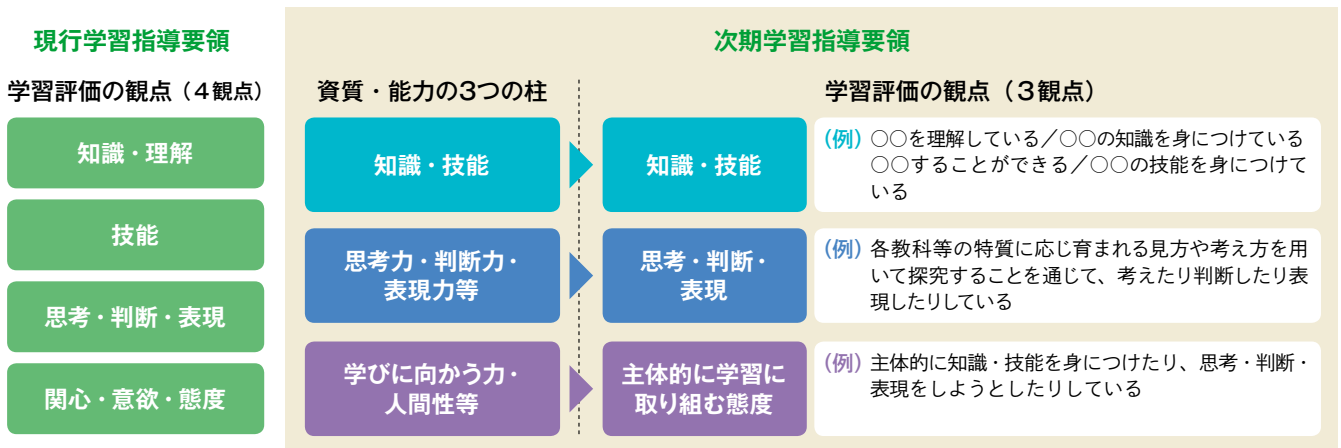 現行学習指導要領
学習評価の観点（4観点）
知識・理解
技能
思考・判断・表現
関心・意欲・態度
次期学習指導要領
資質・能力の3つの柱
学習評価の観点（3観点）
知識・技能
知識・技能
（例）○○を理解している／○○の知識を身につけている
○○することができる／○○の技能を身につけて
いる
思考力・判断力・
表現力等
思考・判断・
表現
（例）各教科等の特質に応じ育まれる見方や考え方を用
いて探究することを通じて、考えたり判断したり表
現したりしている
学びに向かう力・
人間性等
主体的に学習に
取り組む態度
（例）主体的に知識・技能を身につけたり、思考・判断・
表現をしようとしたりしている